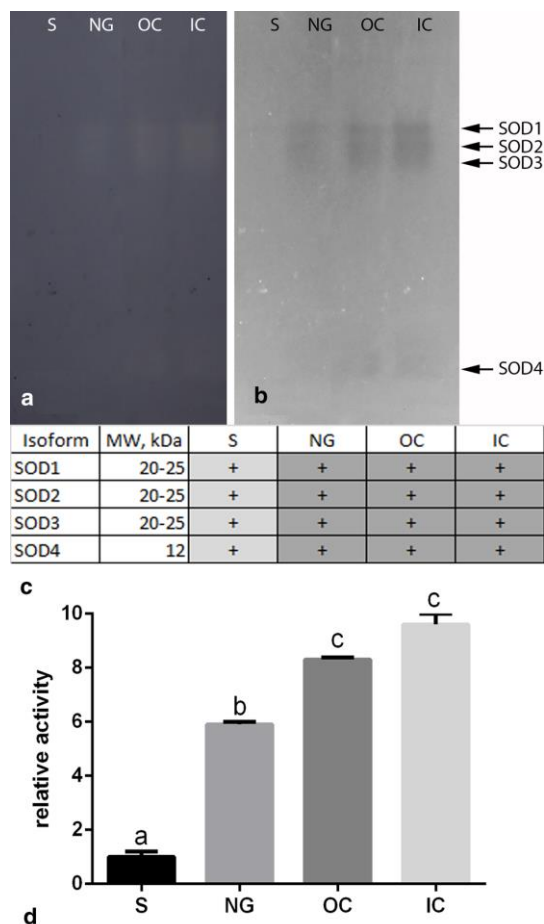 S NG OC IC S NG OC IC
SOD1
SOD2
SOD3
SOD4
a b
Isoform MW, kDa S NG OC IC
SOD1 20-25 + + + +
SOD2 20-25 + + + +
SOD3 20-25 + + + +
SOD4 12 + + + +
c
10
8
6
4
2
0
relative activity
a
b
c
c
S NG OC IC
d